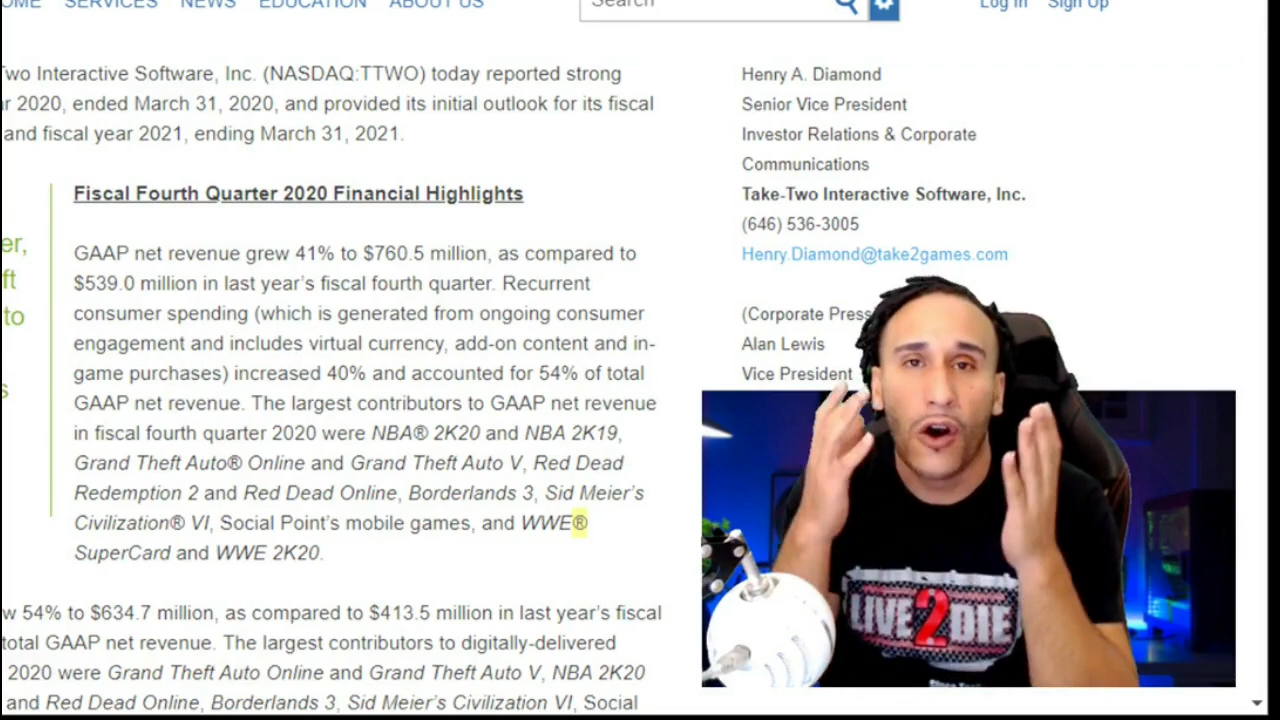 OME SERVICES NEWS EDUCATION ABOUT US Search Log In Sign Up
Two Interactive Software, Inc. (NASDAQ:TTWO) today reported strong
r 2020, ended March 31, 2020, and provided its initial outlook for its fiscal
and fiscal year 2021, ending March 31, 2021.
Fiscal Fourth Quarter 2020 Financial Highlights
er,
ft
to
s
GAAP net revenue grew 41% to $760.5 million, as compared to
$539.0 million in last year’s fiscal fourth quarter. Recurrent
consumer spending (which is generated from ongoing consumer
engagement and includes virtual currency, add-on content and in-
game purchases) increased 40% and accounted for 54% of total
GAAP net revenue. The largest contributors to GAAP net revenue
in fiscal fourth quarter 2020 were NBA® 2K20 and NBA 2K19,
Grand Theft Auto® Online and Grand Theft Auto V, Red Dead
Redemption 2 and Red Dead Online, Borderlands 3, Sid Meier’s
Civilization® VI, Social Point’s mobile games, and WWE®
SuperCard and WWE 2K20.
w 54% to $634.7 million, as compared to $413.5 million in last year’s fiscal
total GAAP net revenue. The largest contributors to digitally-delivered
2020 were Grand Theft Auto Online and Grand Theft Auto V, NBA 2K20
and Red Dead Online, Borderlands 3, Sid Meier’s Civilization VI, Social
Henry A. Diamond
Senior Vice President
Investor Relations & Corporate
Communications
Take-Two Interactive Software, Inc.
(646) 536-3005
Henry.Diamond@take2games.com
(Corporate Press
Alan Lewis
Vice President
LIVE2DIE